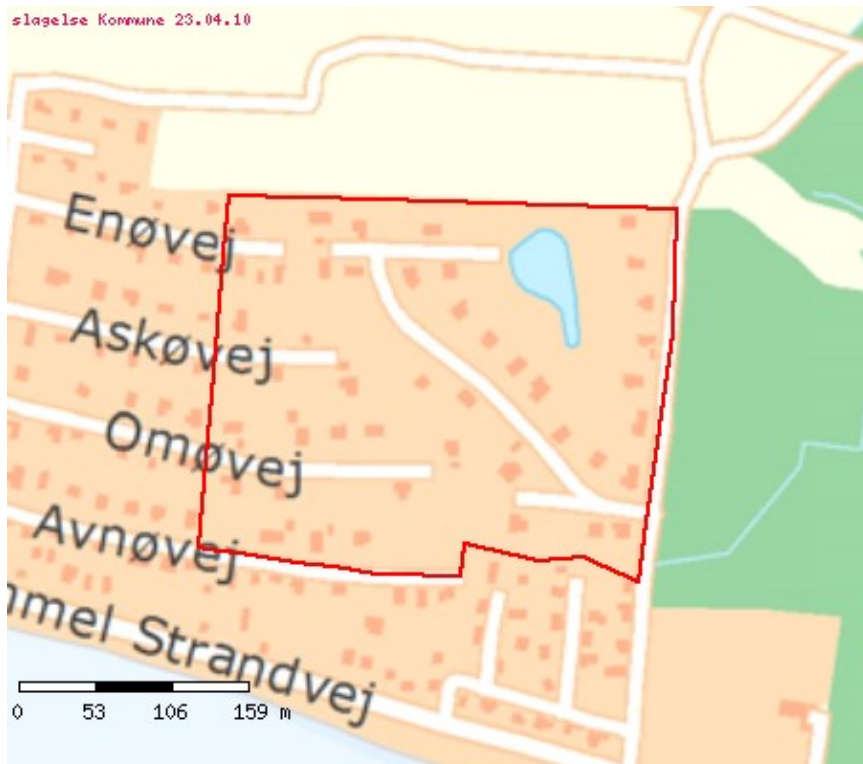 slagelse Kommune 23.04.10
Enøvej
Askøvej
Omøvej
Avnøvej
mmel Strandvej
0 53 106 159 m